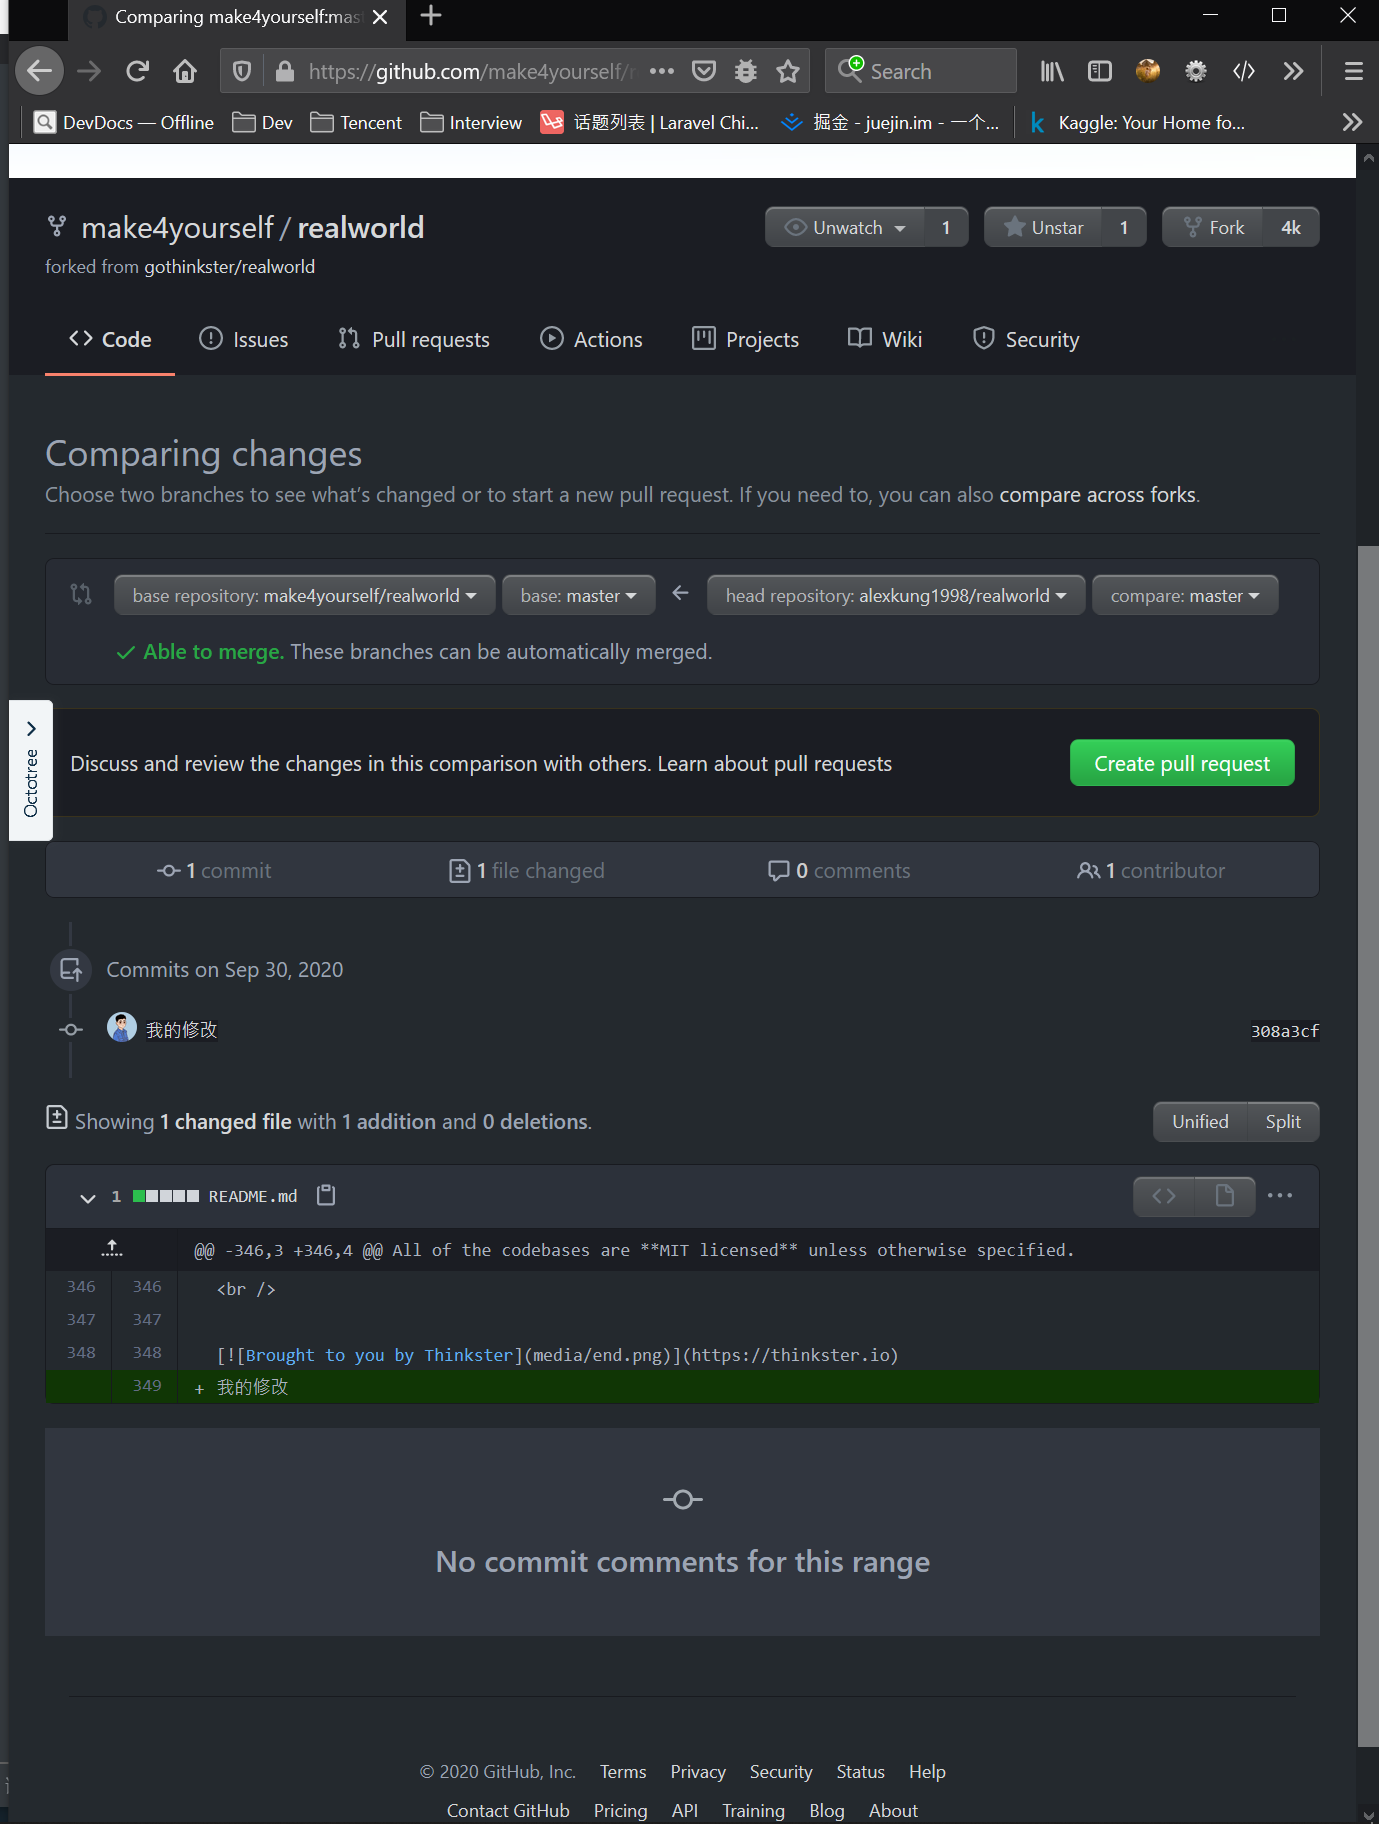 Comparing make4yourself:mas
https://github.com/make4yourself/r
Search
DevDocs — Offline Dev Tencent Interview 话题列表 | Laravel Chi... 掘金 - juejin.im - 一个... Kaggle: Your Home fo...
make4yourself / realworld
Unwatch 1 Unstar 1 Fork 4k
forked from gothinkster/realworld
Code Issues Pull requests Actions Projects Wiki Security
Comparing changes
Choose two branches to see what's changed or to start a new pull request. If you need to, you can also compare across forks.
base repository: make4yourself/realworld base: master ← head repository: alexkung1998/realworld compare: master
Able to merge. These branches can be automatically merged.
Octotree
Discuss and review the changes in this comparison with others. Learn about pull requests
Create pull request
1 commit 1 file changed 0 comments 1 contributor
Commits on Sep 30, 2020
我的修改 308a3cf
Showing 1 changed file with 1 addition and 0 deletions.
Unified Split
1 README.md
@@ -346,3 +346,4 @@ All of the codebases are **MIT licensed** unless otherwise specified.
346 346 <br />
347 347
348 348 [![Brought to you by Thinkster](media/end.png)](https://thinkster.io)
349 + 我的修改
No commit comments for this range
© 2020 GitHub, Inc. Terms Privacy Security Status Help
Contact GitHub Pricing API Training Blog About